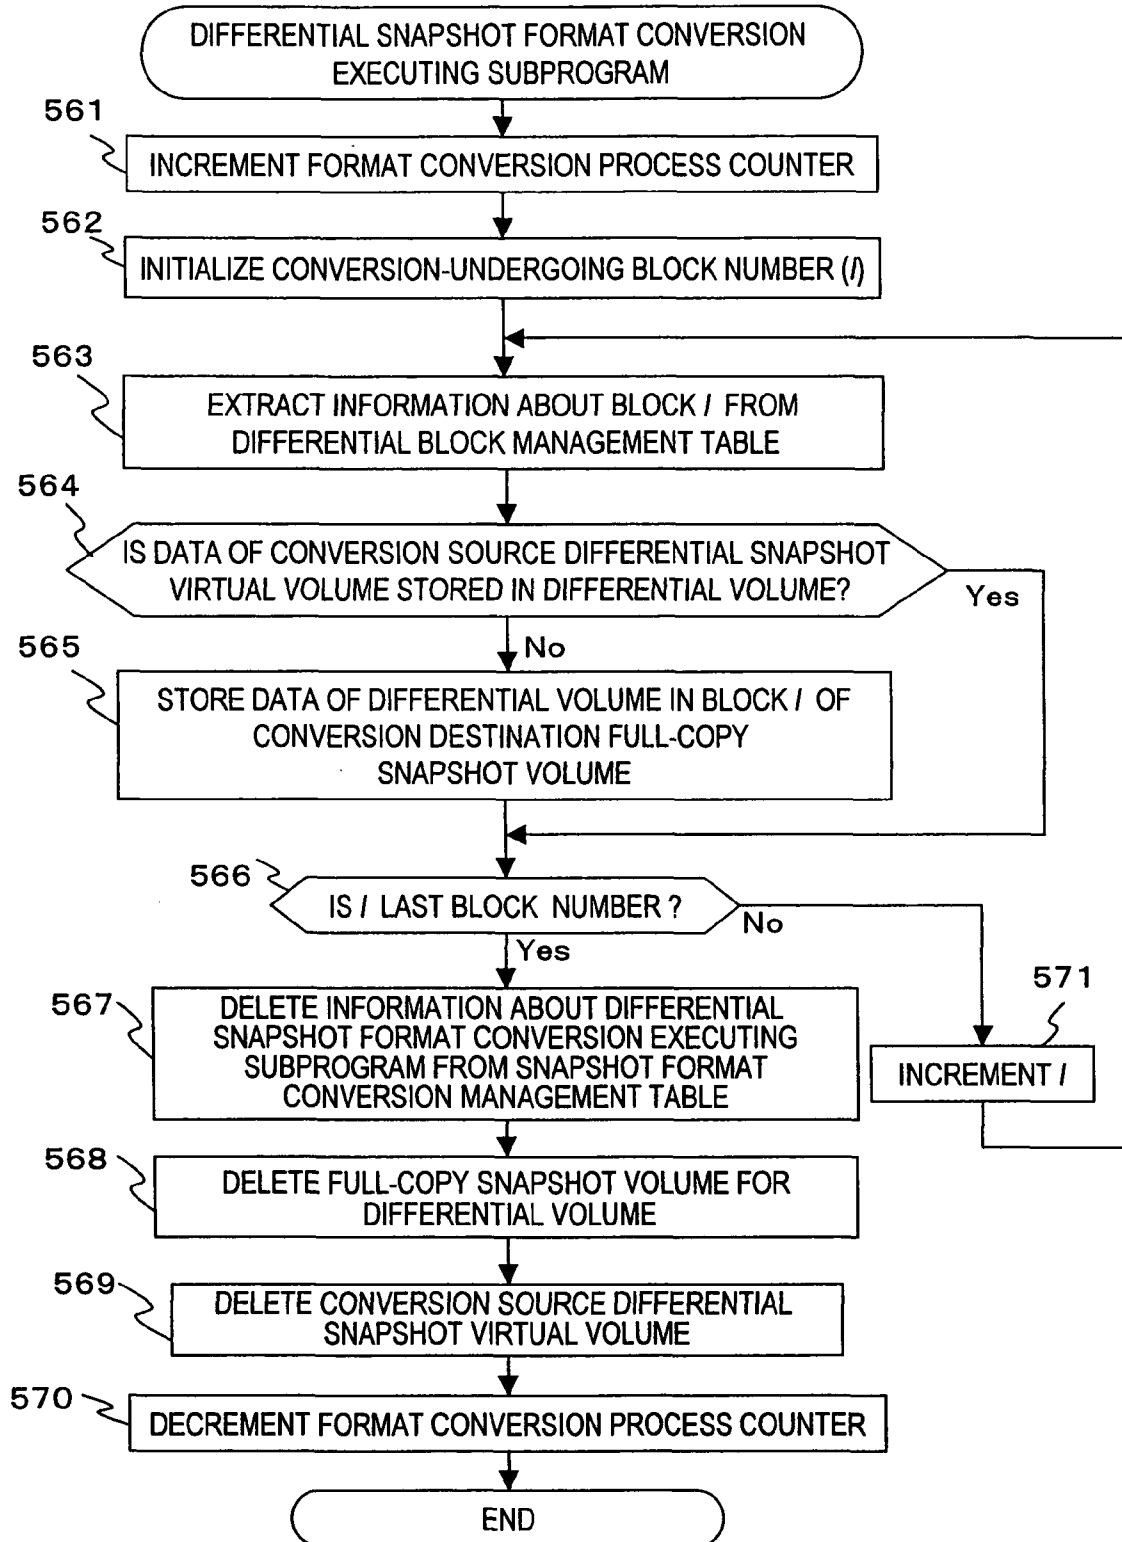 DIFFERENTIAL SNAPSHOT FORMAT CONVERSION
EXECUTING SUBPROGRAM
561
INCREMENT FORMAT CONVERSION PROCESS COUNTER
562
INITIALIZE CONVERSION-UNDERGOING BLOCK NUMBER (I)
563
EXTRACT INFORMATION ABOUT BLOCK I FROM
DIFFERENTIAL BLOCK MANAGEMENT TABLE
564
IS DATA OF CONVERSION SOURCE DIFFERENTIAL SNAPSHOT
VIRTUAL VOLUME STORED IN DIFFERENTIAL VOLUME?
Yes
No
565
STORE DATA OF DIFFERENTIAL VOLUME IN BLOCK I OF
CONVERSION DESTINATION FULL-COPY
SNAPSHOT VOLUME
566
IS I LAST BLOCK NUMBER ?
No
Yes
567
DELETE INFORMATION ABOUT DIFFERENTIAL
SNAPSHOT FORMAT CONVERSION EXECUTING
SUBPROGRAM FROM SNAPSHOT FORMAT
CONVERSION MANAGEMENT TABLE
571
INCREMENT I
568
DELETE FULL-COPY SNAPSHOT VOLUME FOR
DIFFERENTIAL VOLUME
569
DELETE CONVERSION SOURCE DIFFERENTIAL
SNAPSHOT VIRTUAL VOLUME
570
DECREMENT FORMAT CONVERSION PROCESS COUNTER
END